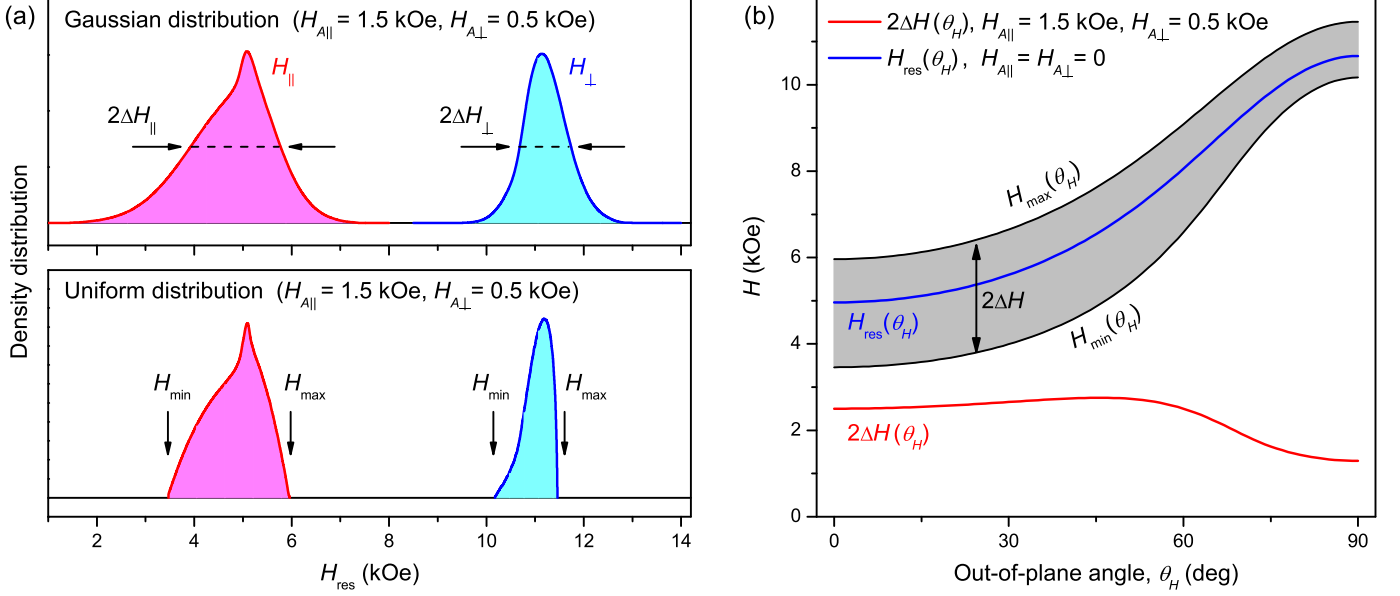 (a)
Gaussian distribution (H_A∥ = 1.5 kOe, H_A⊥ = 0.5 kOe)
H_∥
H_⊥
2ΔH_∥
2ΔH_⊥
Density distribution
Uniform distribution (H_A∥ = 1.5 kOe, H_A⊥ = 0.5 kOe)
H_min
H_max
H_min
H_max
2 4 6 8 10 12 14
H_res (kOe)
(b)
2ΔH(θ_H), H_A∥ = 1.5 kOe, H_A⊥ = 0.5 kOe
H_res(θ_H), H_A∥ = H_A⊥ = 0
10
8
6
4
2
0
H (kOe)
H_max(θ_H)
2ΔH
H_res(θ_H)
H_min(θ_H)
2ΔH(θ_H)
0 30 60 90
Out-of-plane angle, θ_H (deg)